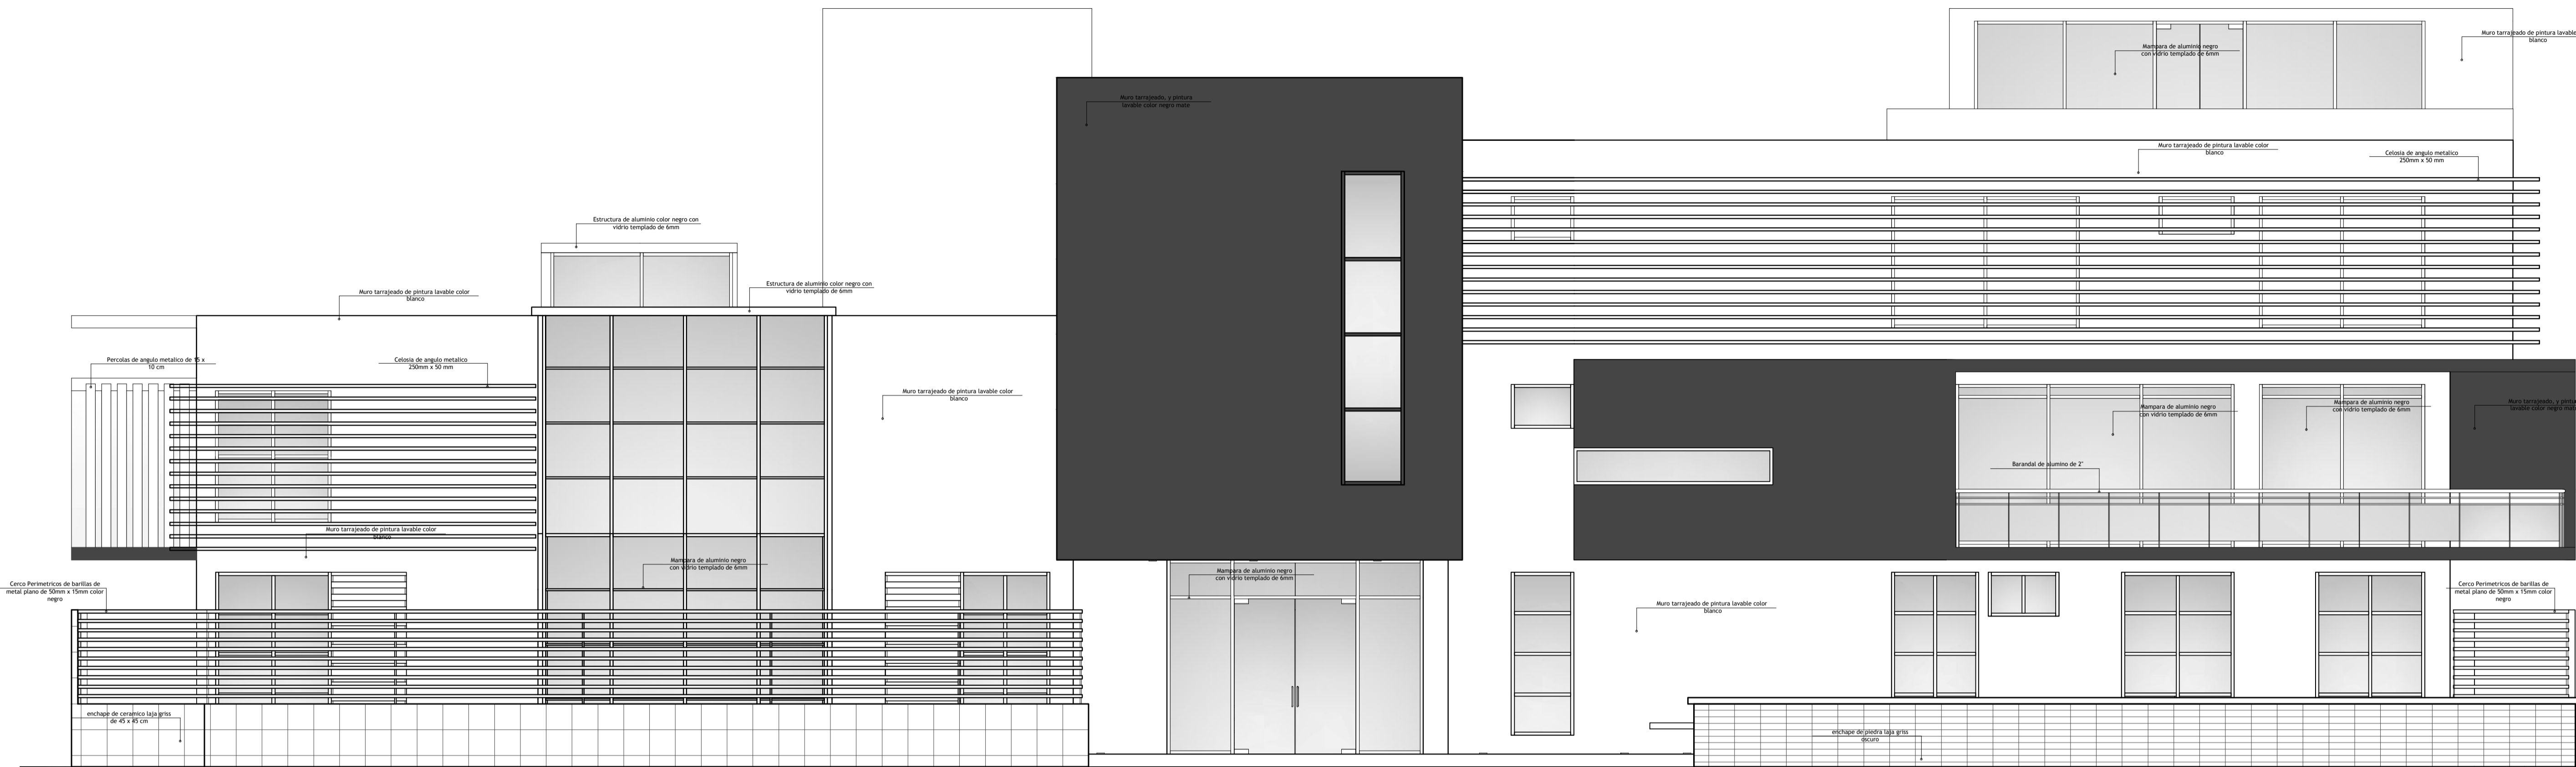 Muro tarrajeado de pintura lavable
blanco
Mampara de aluminio negro
con vidrio templado de 6mm
Muro tarrajeado, y pintura
lavable color negro mate
Muro tarrajeado de pintura lavable color
blanco
Celosia de angulo metalico
250mm x 50 mm
Estructura de aluminio color negro con
vidrio templado de 6mm
Estructura de aluminio color negro con
vidrio templado de 6mm
Muro tarrajeado de pintura lavable color
blanco
Percolas de angulo metalico de 15 x
10 cm
Celosia de angulo metalico
250mm x 50 mm
Muro tarrajeado de pintura lavable color
blanco
Mampara de aluminio negro
con vidrio templado de 6mm
Mampara de aluminio negro
con vidrio templado de 6mm
Muro tarrajeado, y pintu
lavable color negro mat
Barandal de alumino de 2"
Muro tarrajeado de pintura lavable color
blanco
Mampara de aluminio negro
con vidrio templado de 6mm
Mampara de aluminio negro
con vidrio templado de 6mm
Cerco Perimetricos de barillas de
metal plano de 50mm x 15mm color
negro
Muro tarrajeado de pintura lavable color
blanco
Cerco Perimetricos de barillas de
metal plano de 50mm x 15mm color
negro
enchape de ceramico laja griss
de 45 x 45 cm
enchape de piedra laja griss
oscuro